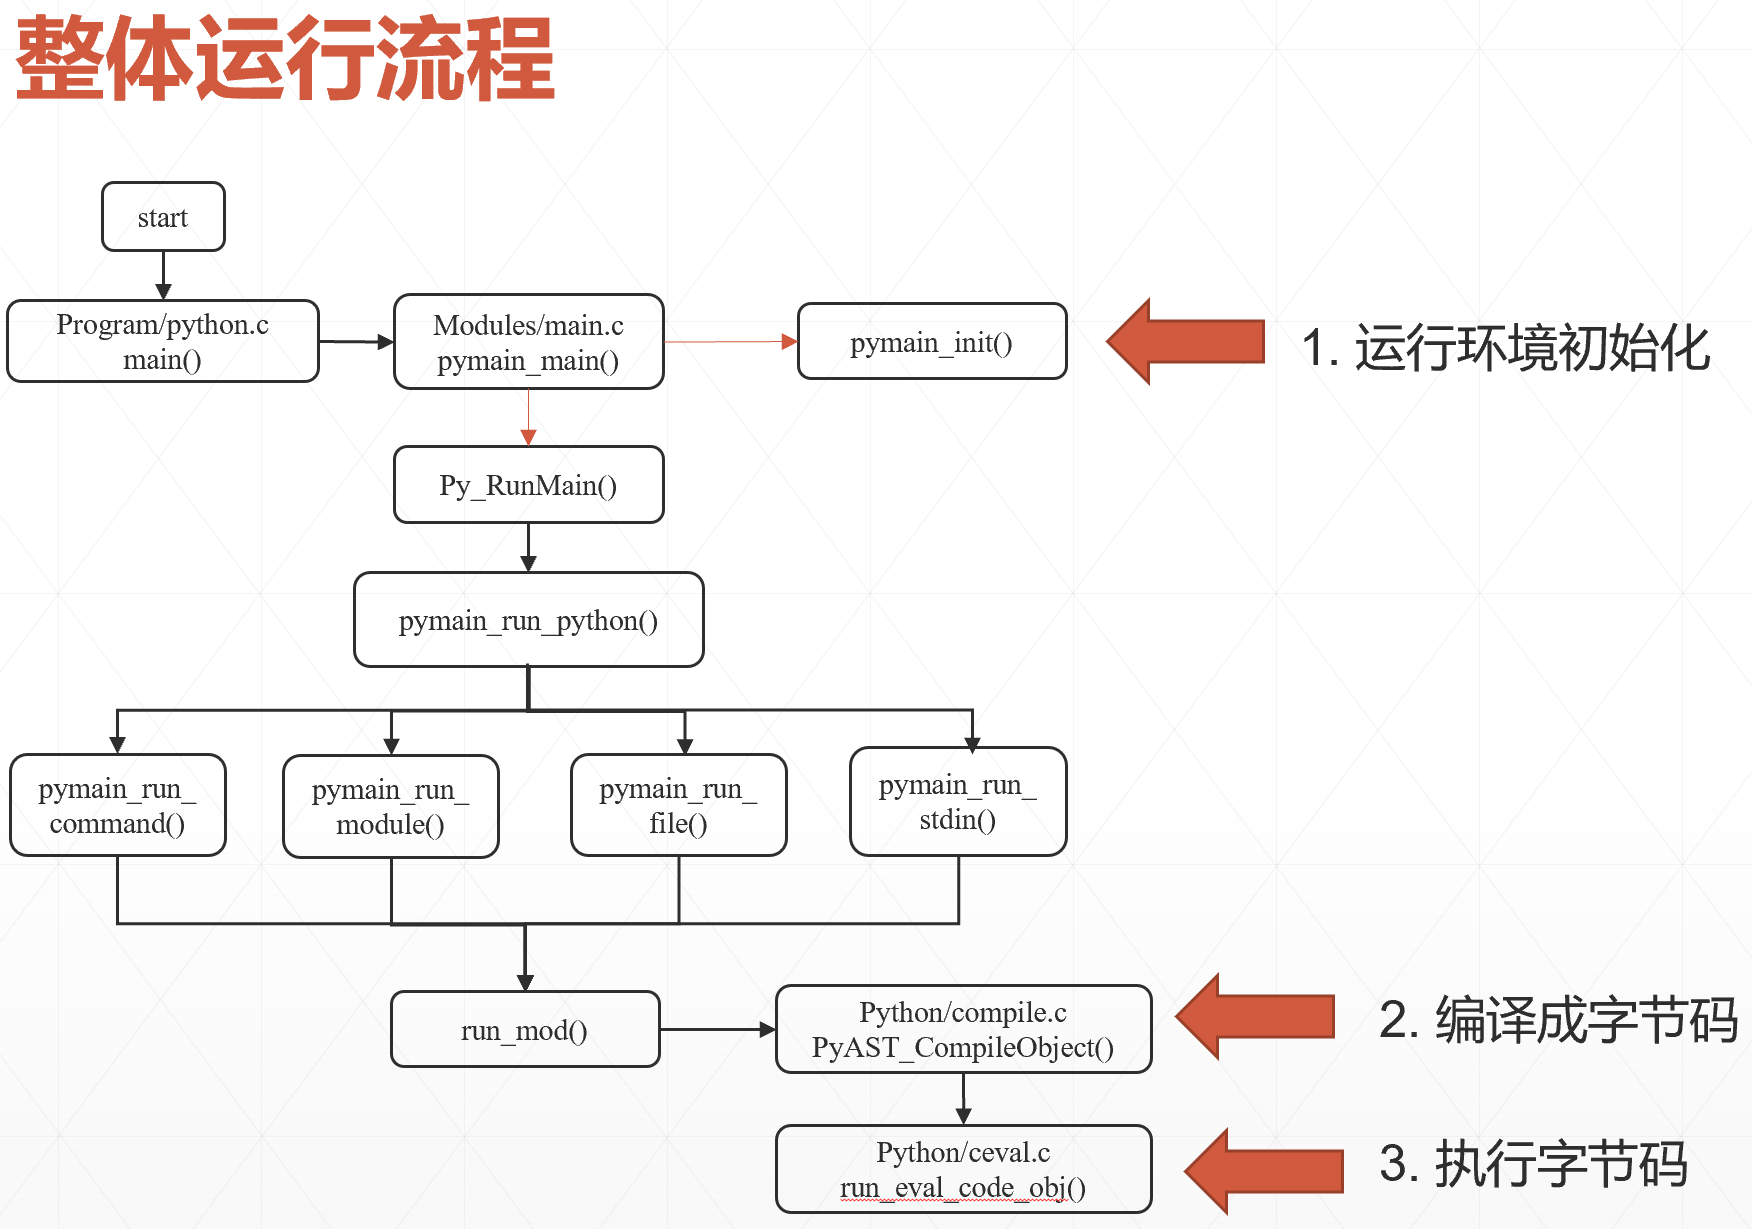 整体运行流程
start
Program/python.c
main()
Modules/main.c
pymain_main()
pymain_init()
1. 运行环境初始化
Py_RunMain()
pymain_run_python()
pymain_run_
command()
pymain_run_
module()
pymain_run_
file()
pymain_run_
stdin()
run_mod()
Python/compile.c
PyAST_CompileObject()
2. 编译成字节码
Python/ceval.c
run_eval_code_obj()
3. 执行字节码